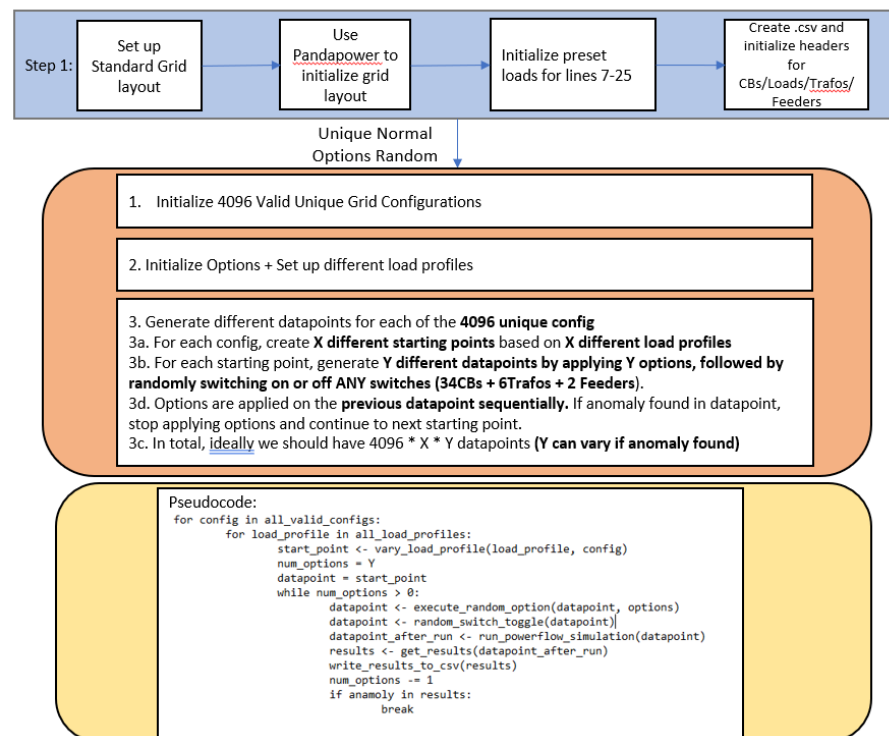 Step 1:
Set up
Standard Grid
layout
Use
Pandapower to
initialize grid
layout
Initialize preset
loads for lines 7-25
Create .csv and
initialize headers
for
CBs/Loads/Trafos/
Feeders
Unique Normal
Options Random
1. Initialize 4096 Valid Unique Grid Configurations
2. Initialize Options + Set up different load profiles
3. Generate different datapoints for each of the 4096 unique config
3a. For each config, create X different starting points based on X different load profiles
3b. For each starting point, generate Y different datapoints by applying Y options, followed by
randomly switching on or off ANY switches (34CBs + 6Trafos + 2 Feeders).
3d. Options are applied on the previous datapoint sequentially. If anomaly found in datapoint,
stop applying options and continue to next starting point.
3c. In total, ideally we should have 4096 * X * Y datapoints (Y can vary if anomaly found)
Pseudocode:
for config in all_valid_configs:
for load_profile in all_load_profiles:
start_point <- vary_load_profile(load_profile, config)
num_options = Y
datapoint = start_point
while num_options > 0:
datapoint <- execute_random_option(datapoint, options)
datapoint <- random_switch_toggle(datapoint)
datapoint_after_run <- run_powerflow_simulation(datapoint)
results <- get_results(datapoint_after_run)
write_results_to_csv(results)
num_options -= 1
if anamoly in results:
break